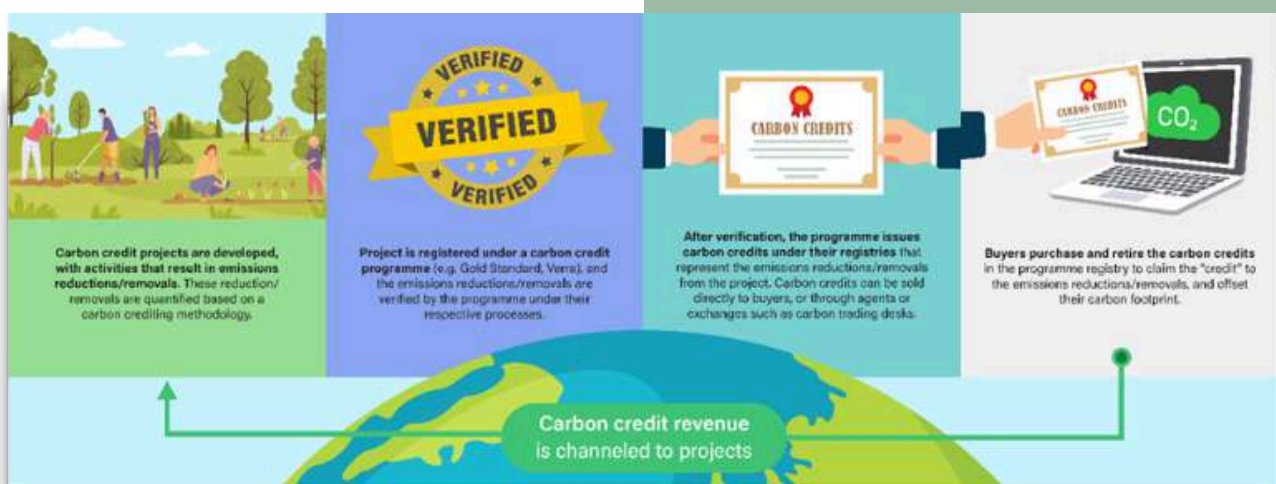 Carbon credit projects are developed,
with activities that result in emissions
reductions/removals. These reduction/
removals are quantified based on a
carbon crediting methodology.
VERIFIED
VERIFIED
VERIFIED
Project is registered under a carbon credit
programme (e.g. Gold Standard, Verra), and
the emissions reductions/removals are
verified by the programme under their
respective processes.
CARBON CREDITS
After verification, the programme issues
carbon credits under their registries that
represent the emissions reductions/removals
from the project. Carbon credits can be sold
directly to buyers, or through agents or
exchanges such as carbon trading desks.
CARBON CREDITS
CO₂
Buyers purchase and retire the carbon credits
in the programme registry to claim the "credit" to
the emissions reductions/removals, and offset
their carbon footprint.
Carbon credit revenue
is channeled to projects